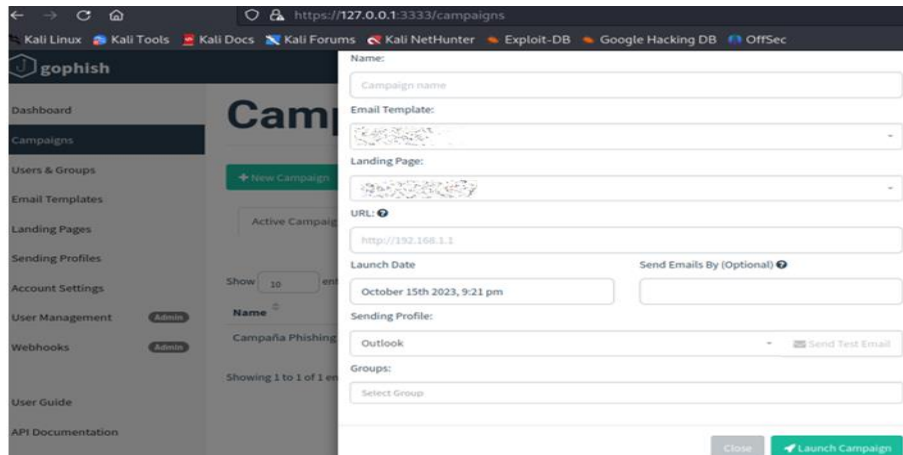 https://127.0.0.1:3333/campaigns
Kali Linux Kali Tools Kali Docs Kali Forums Kali NetHunter Exploit-DB Google Hacking DB OffSec
gophish
Dashboard
Campaigns
Users & Groups
Email Templates
Landing Pages
Sending Profiles
Account Settings
User Management Admin
Webhooks Admin
User Guide
API Documentation
Camp
+ New Campaign
Active Campaig
Show 10 ent
Name
Campaña Phishing
Showing 1 to 1 of 1 en
Name:
Campaign name
Email Template:
Landing Page:
URL:
http://192.168.1.1
Launch Date Send Emails By (Optional)
October 15th 2023, 9:21 pm
Sending Profile:
Outlook Send Test Email
Groups:
Select Group
Close Launch Campaign